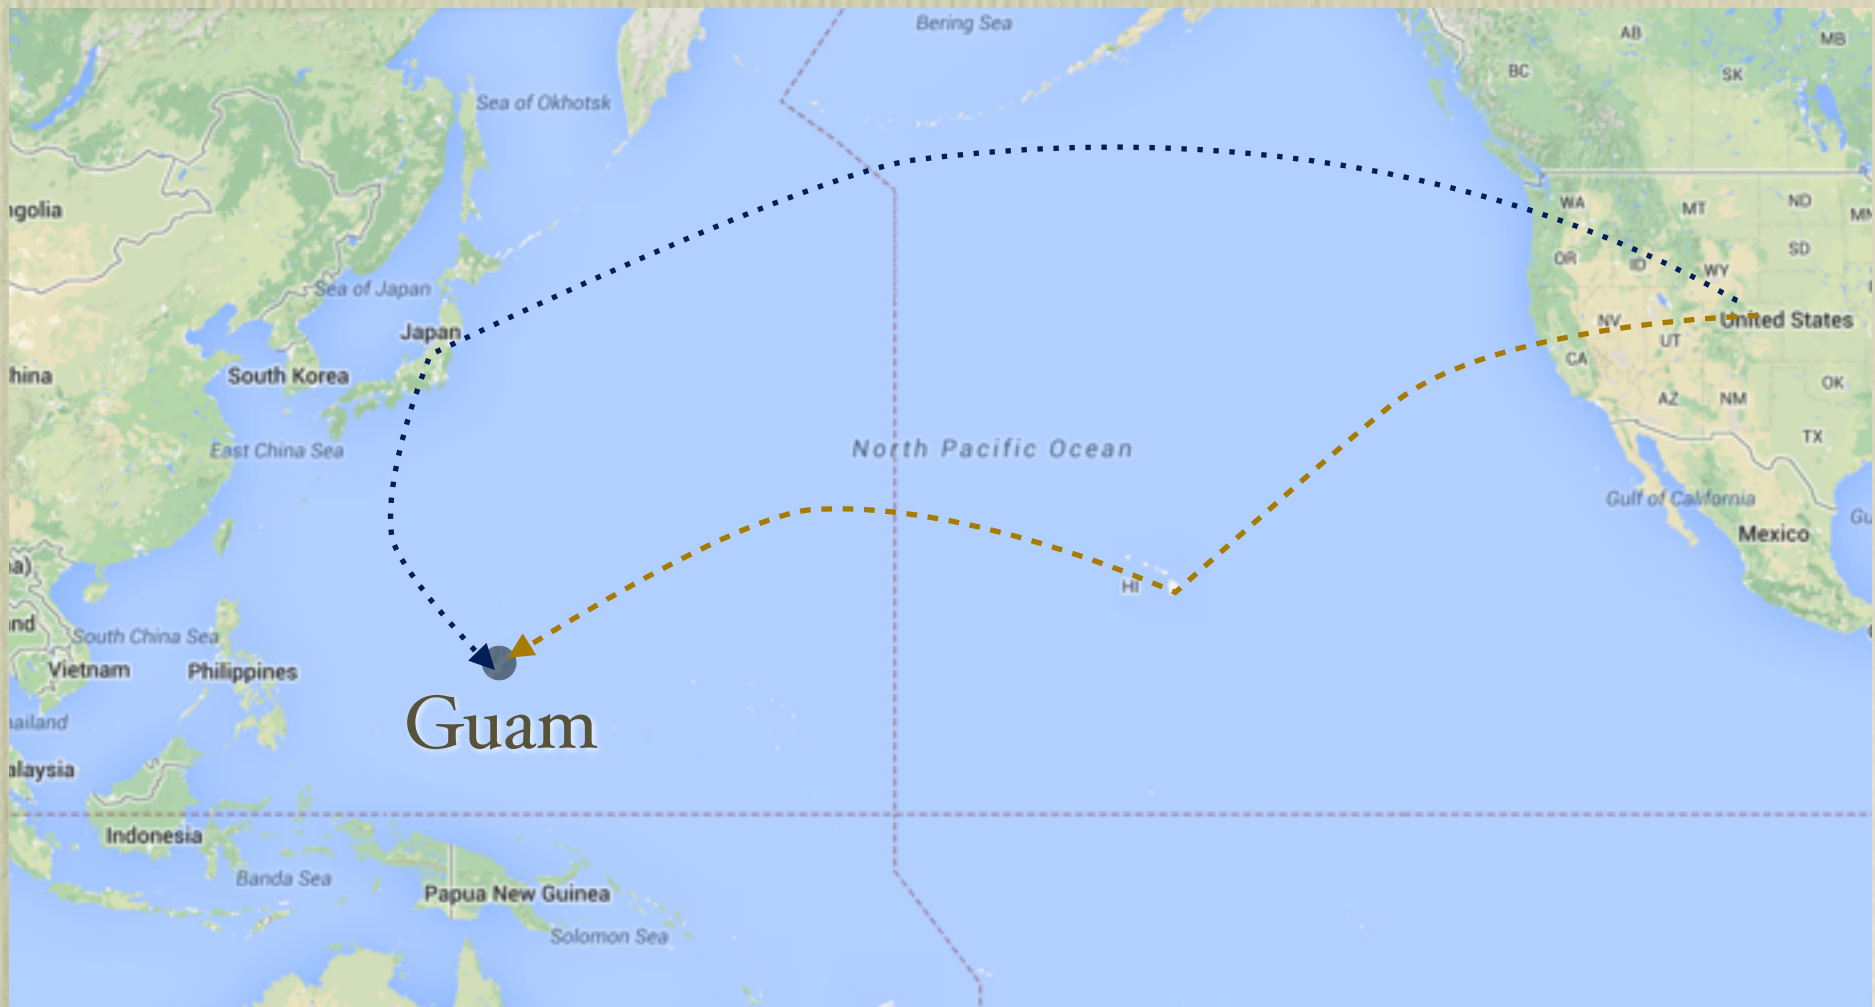 Bering Sea
AB
MB
BC
SK
Sea of Okhotsk
ngolia
WA
MT
ND
MN
SD
OR
ID
WY
Sea of Japan
Japan
NV
United States
UT
South Korea
hina
CA
OK
AZ
NM
East China Sea
North Pacific Ocean
TX
Gulf of California
Gu
Mexico
a)
HI
nd
South China Sea
Vietnam
Philippines
Guam
ailand
alaysia
Indonesia
Banda Sea
Papua New Guinea
Solomon Sea